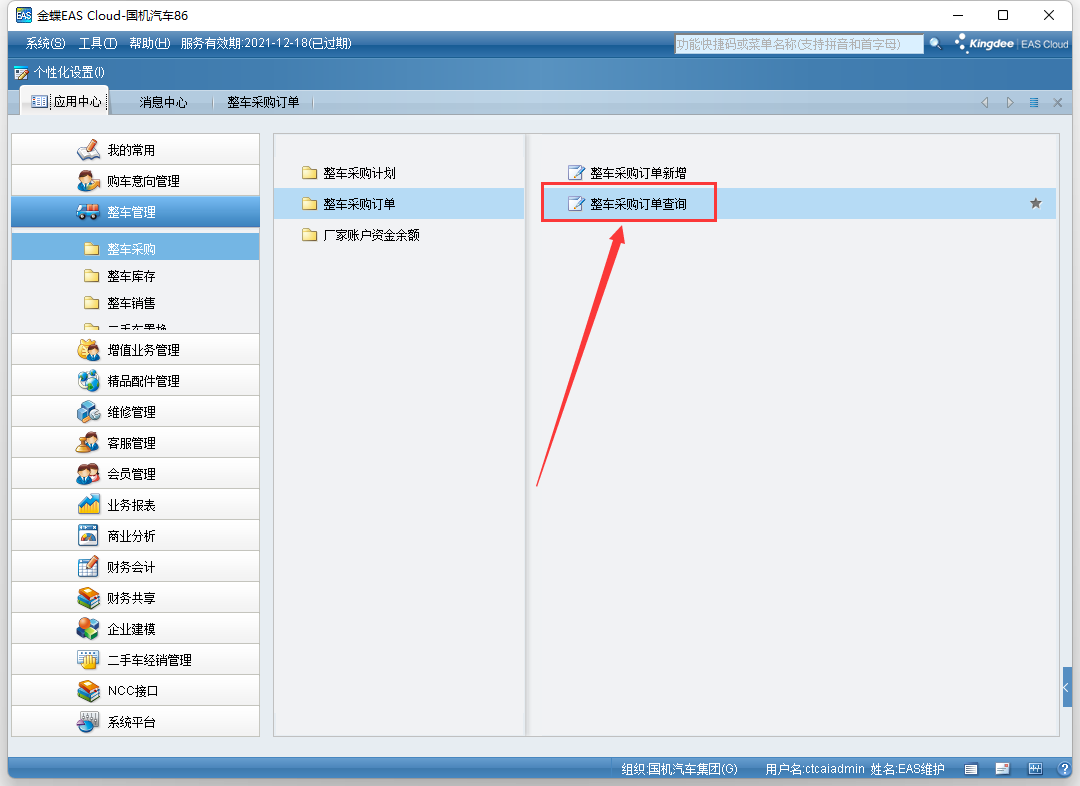 金蝶EAS Cloud-国机汽车86
系统(S) 工具(T) 帮助(H) 服务有效期:2021-12-18(已过期)
功能快捷码或菜单名称(支持拼音和首字母)
Kingdee EAS Cloud
个性化设置(I)
应用中心 消息中心 整车采购订单
我的常用
购车意向管理
整车管理
整车采购
整车库存
整车销售
二手车置换
增值业务管理
精品配件管理
维修管理
客服管理
会员管理
业务报表
商业分析
财务会计
财务共享
企业建模
二手车经销管理
NCC接口
系统平台
整车采购计划
整车采购订单
厂家账户资金余额
整车采购订单新增
整车采购订单查询
组织:国机汽车集团(G) 用户名:ctcaiadmin 姓名:EAS维护